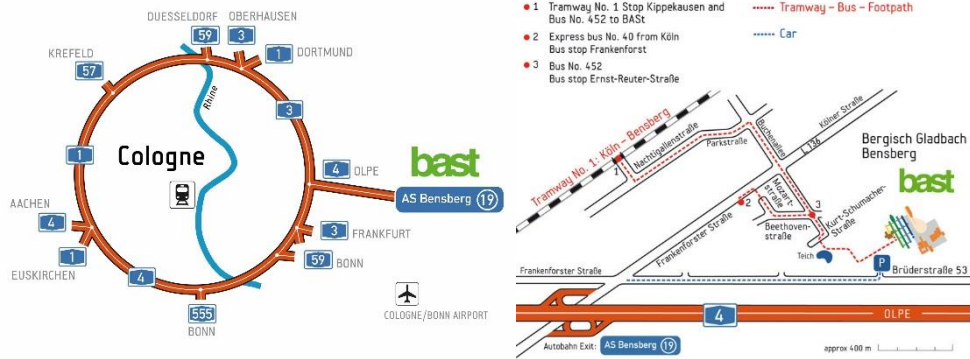 DUESSELDORF
OBERHAUSEN
59
3
1
DORTMUND
KREFELD
57
Rhine
3
1
Cologne
bast
4
OLPE
AS Bensberg 19
AACHEN
4
3
FRANKFURT
1
59
BONN
EUSKIRCHEN
4
555
BONN
COLOGNE/BONN AIRPORT
1 Tramway No. 1 Stop Kippekausen and
Bus No. 452 to BASt
2 Express bus No. 40 from Köln
Bus stop Frankenforst
3 Bus No. 452
Bus stop Ernst-Reuter-Straße
Tramway – Bus – Footpath
Car
Tramway No. 1: Köln – Bensberg
1
Nachtigallenstraße
Parkstraße
Buchenallee
Kölner Straße
L 136
Bergisch Gladbach
Bensberg
bast
2
Mozart-
straße
3
Kurt-Schumacher-
Straße
Beethoven-
straße
Frankenforster Straße
Teich
P
Frankenforster Straße
Brüderstraße 53
4
OLPE
Autobahn Exit: AS Bensberg 19
approx 400 m